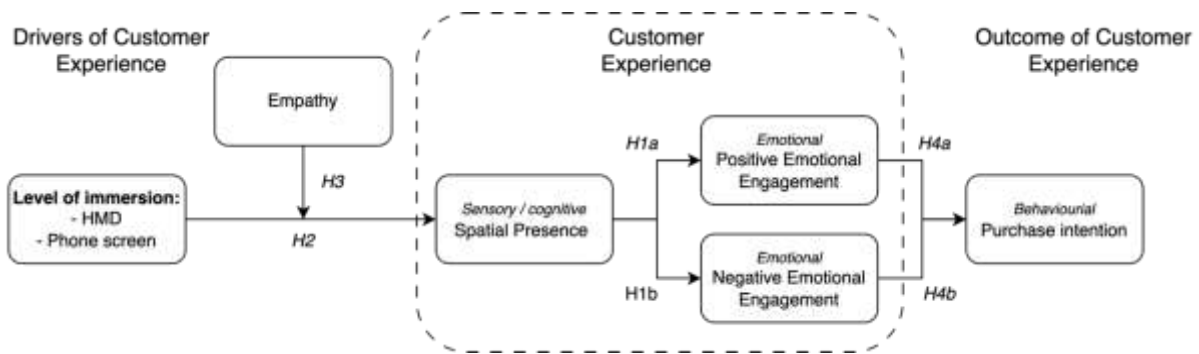 Drivers of Customer
Experience
Customer
Experience
Outcome of Customer
Experience
Empathy
H3
Level of immersion:
- HMD
- Phone screen
H2
Sensory / cognitive
Spatial Presence
H1a
H1b
Emotional
Positive Emotional
Engagement
Emotional
Negative Emotional
Engagement
H4a
H4b
Behaviourial
Purchase intention